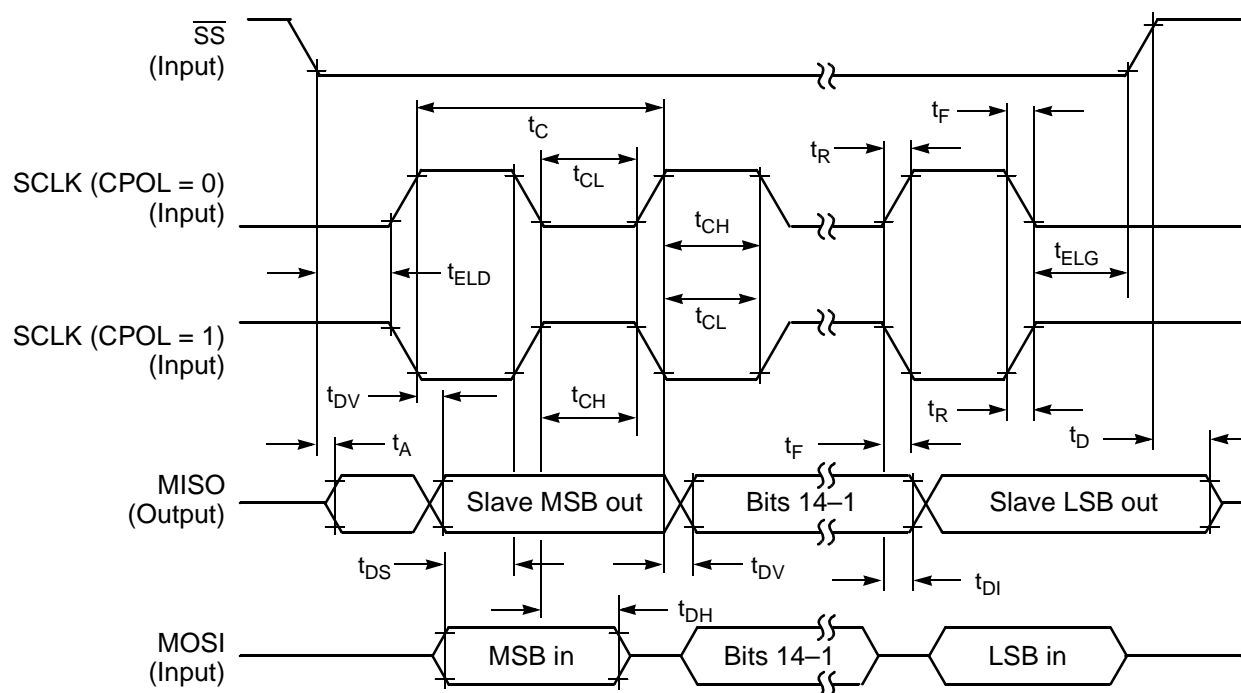 SS
(Input)
t_C
t_F
t_R
SCLK (CPOL = 0)
(Input)
t_CL
t_CH
t_ELG
t_ELD
t_CL
SCLK (CPOL = 1)
(Input)
t_DV
t_CH
t_R
t_A
t_F
t_D
MISO
(Output)
Slave MSB out
Bits 14–1
Slave LSB out
t_DS
t_DV
t_DI
t_DH
MOSI
(Input)
MSB in
Bits 14–1
LSB in